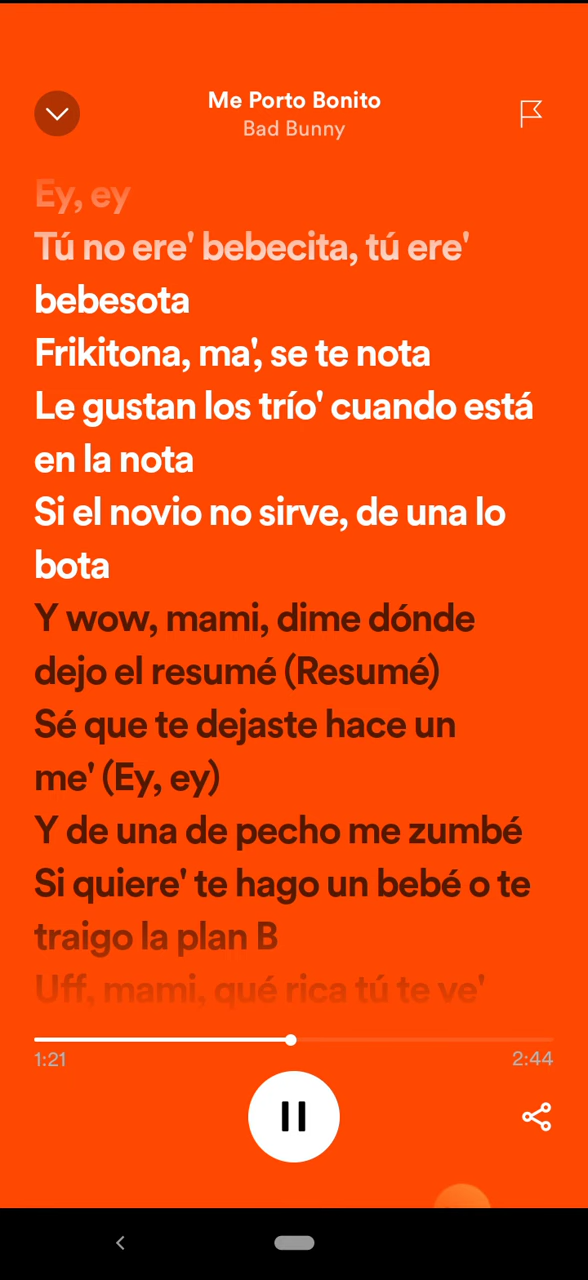 Me Porto Bonito
Bad Bunny
Ey, ey
Tú no ere' bebecita, tú ere'
bebesota
Frikitona, ma', se te nota
Le gustan los trío' cuando está
en la nota
Si el novio no sirve, de una lo
bota
Y wow, mami, dime dónde
dejo el resumé (Resumé)
Sé que te dejaste hace un
me' (Ey, ey)
Y de una de pecho me zumbé
Si quiere' te hago un bebé o te
traigo la plan B
Uff, mami, qué rica tú te ve'
1:21
2:44